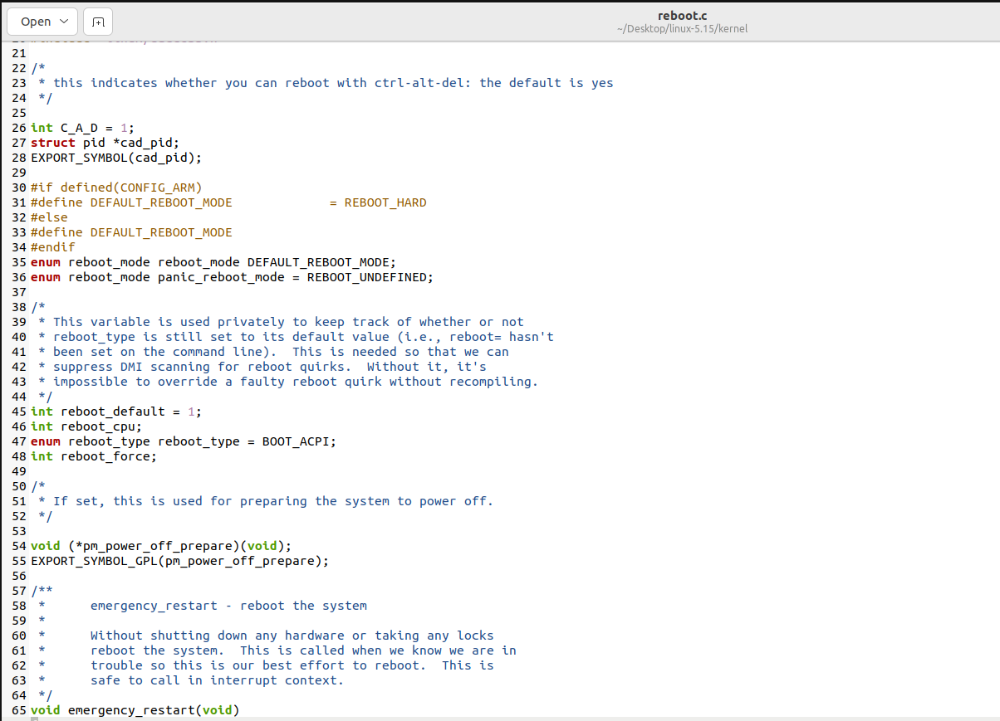 Open
reboot.c
~/Desktop/linux-5.15/kernel
21
22 /*
23  * this indicates whether you can reboot with ctrl-alt-del: the default is yes
24  */
25
26 int C_A_D = 1;
27 struct pid *cad_pid;
28 EXPORT_SYMBOL(cad_pid);
29
30 #if defined(CONFIG_ARM)
31 #define DEFAULT_REBOOT_MODE             = REBOOT_HARD
32 #else
33 #define DEFAULT_REBOOT_MODE
34 #endif
35 enum reboot_mode reboot_mode DEFAULT_REBOOT_MODE;
36 enum reboot_mode panic_reboot_mode = REBOOT_UNDEFINED;
37
38 /*
39  * This variable is used privately to keep track of whether or not
40  * reboot_type is still set to its default value (i.e., reboot= hasn't
41  * been set on the command line).  This is needed so that we can
42  * suppress DMI scanning for reboot quirks.  Without it, it's
43  * impossible to override a faulty reboot quirk without recompiling.
44  */
45 int reboot_default = 1;
46 int reboot_cpu;
47 enum reboot_type reboot_type = BOOT_ACPI;
48 int reboot_force;
49
50 /*
51  * If set, this is used for preparing the system to power off.
52  */
53
54 void (*pm_power_off_prepare)(void);
55 EXPORT_SYMBOL_GPL(pm_power_off_prepare);
56
57 /**
58  *      emergency_restart - reboot the system
59  *
60  *      Without shutting down any hardware or taking any locks
61  *      reboot the system.  This is called when we know we are in
62  *      trouble so this is our best effort to reboot.  This is
63  *      safe to call in interrupt context.
64  */
65 void emergency_restart(void)